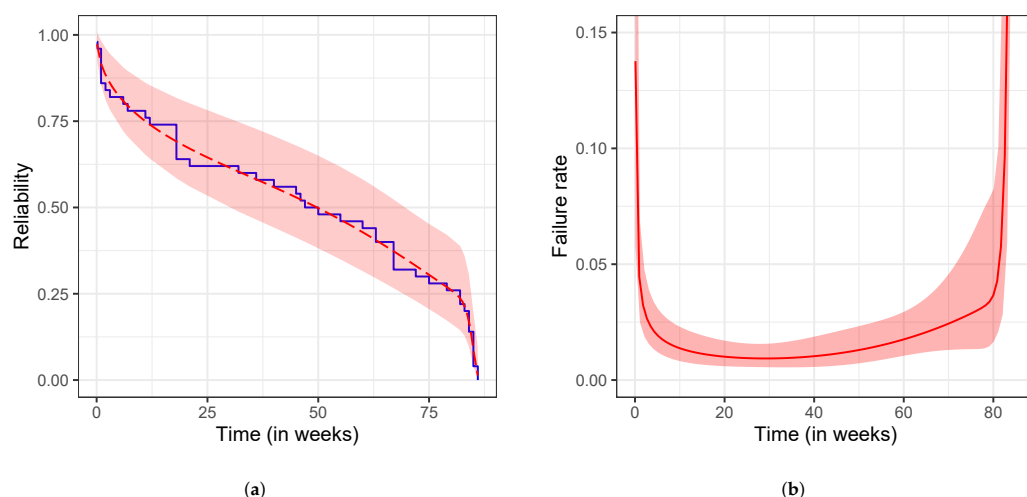 1.00
0.75
0.50
0.25
0.00
Reliability
0 25 50 75
Time (in weeks)
(a)
0.15
0.10
0.05
0.00
Failure rate
0 20 40 60 80
Time (in weeks)
(b)